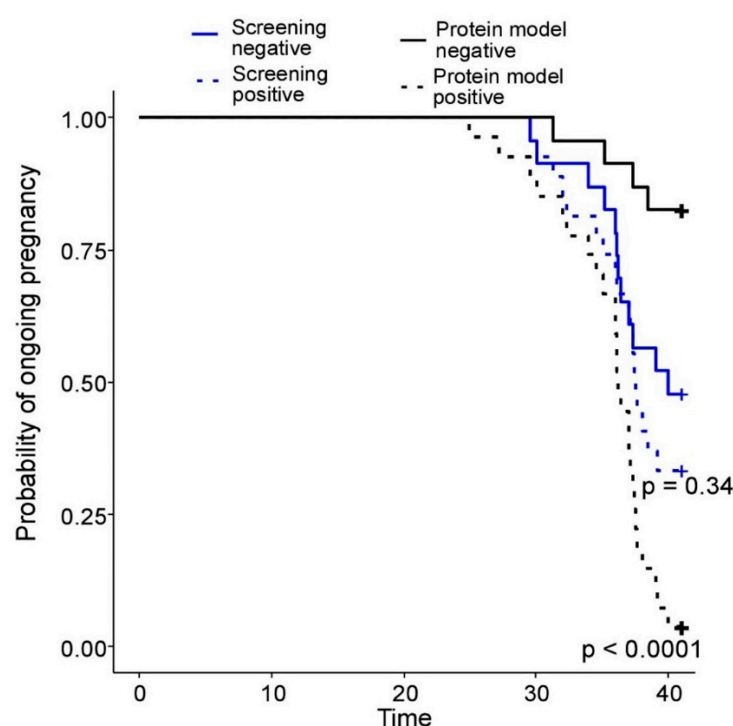 Screening
negative
Protein model
negative
Screening
positive
Protein model
positive
Probability of ongoing pregnancy
1.00
0.75
0.50
0.25
0.00
p = 0.34
p < 0.0001
0 10 20 30 40
Time